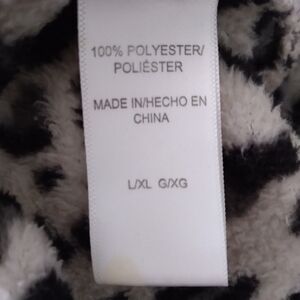 100% POLYESTER/
POLIÉSTER
MADE IN/HECHO EN
CHINA
L/XL G/XG